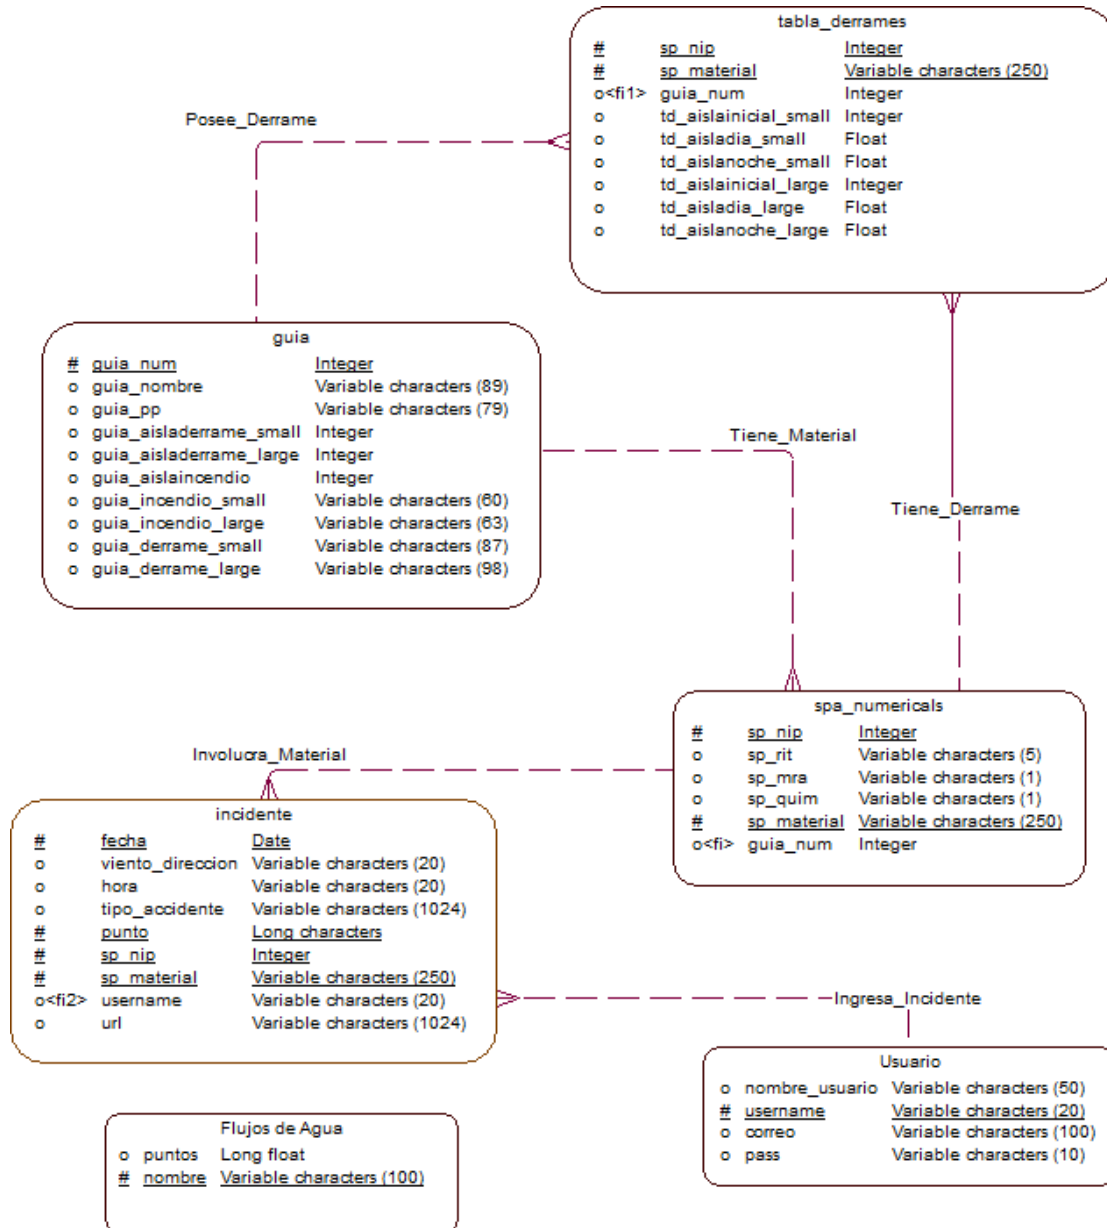 tabla_derrames
# sp_nip Integer
# sp_material Variable characters (250)
o<fi1> guia_num Integer
o td_aislainicial_small Integer
o td_aisladia_small Float
o td_aislanoche_small Float
o td_aislainicial_large Integer
o td_aisladia_large Float
o td_aislanoche_large Float
Posee_Derrame
guia
# guia_num Integer
o guia_nombre Variable characters (89)
o guia_pp Variable characters (79)
o guia_aisladerrame_small Integer
o guia_aisladerrame_large Integer
o guia_aislaincendio Integer
o guia_incendio_small Variable characters (60)
o guia_incendio_large Variable characters (63)
o guia_derrame_small Variable characters (87)
o guia_derrame_large Variable characters (98)
Tiene_Material
Tiene_Derrame
spa_numericals
# sp_nip Integer
o sp_rit Variable characters (5)
o sp_mra Variable characters (1)
o sp_quim Variable characters (1)
# sp_material Variable characters (250)
o<fi> guia_num Integer
Involucra_Material
incidente
# fecha Date
o viento_direccion Variable characters (20)
o hora Variable characters (20)
o tipo_accidente Variable characters (1024)
# punto Long characters
# sp_nip Integer
# sp_material Variable characters (250)
o<fi2> username Variable characters (20)
o url Variable characters (1024)
Ingresa_Incidente
Usuario
o nombre_usuario Variable characters (50)
# username Variable characters (20)
o correo Variable characters (100)
o pass Variable characters (10)
Flujos de Agua
o puntos Long float
# nombre Variable characters (100)